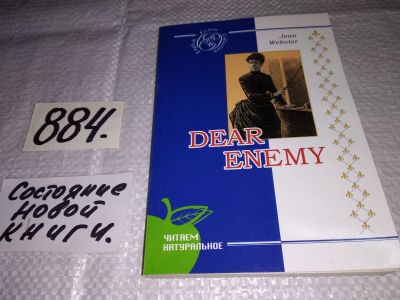 884.
Состояние
новой
книги.
Jean
Webster
DEAR
ENEMY
ЧИТАЕМ
НАТУРАЛЬНОЕ